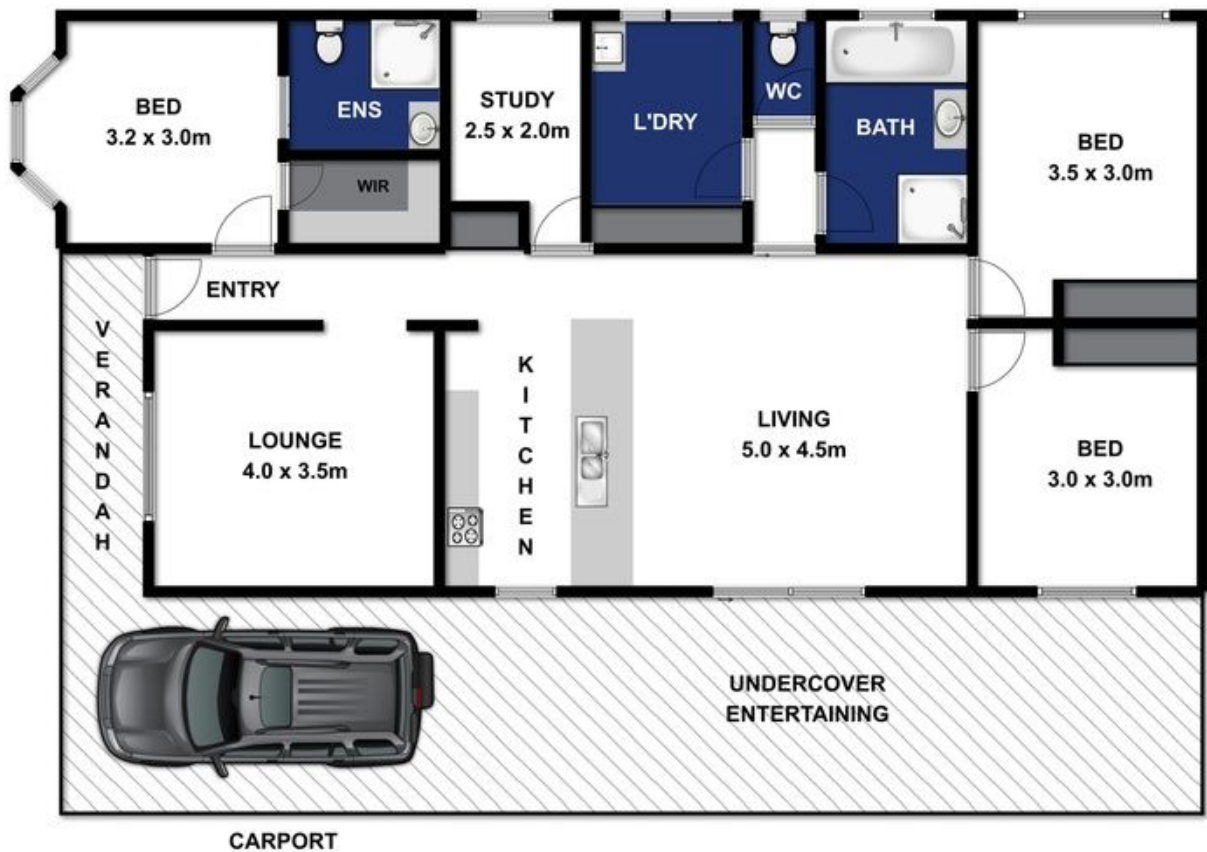 BED
3.2 x 3.0m
ENS
WIR
STUDY
2.5 x 2.0m
L'DRY
WC
BATH
BED
3.5 x 3.0m
ENTRY
VERANDAH
LOUNGE
4.0 x 3.5m
KITCHEN
LIVING
5.0 x 4.5m
BED
3.0 x 3.0m
UNDERCOVER
ENTERTAINING
CARPORT